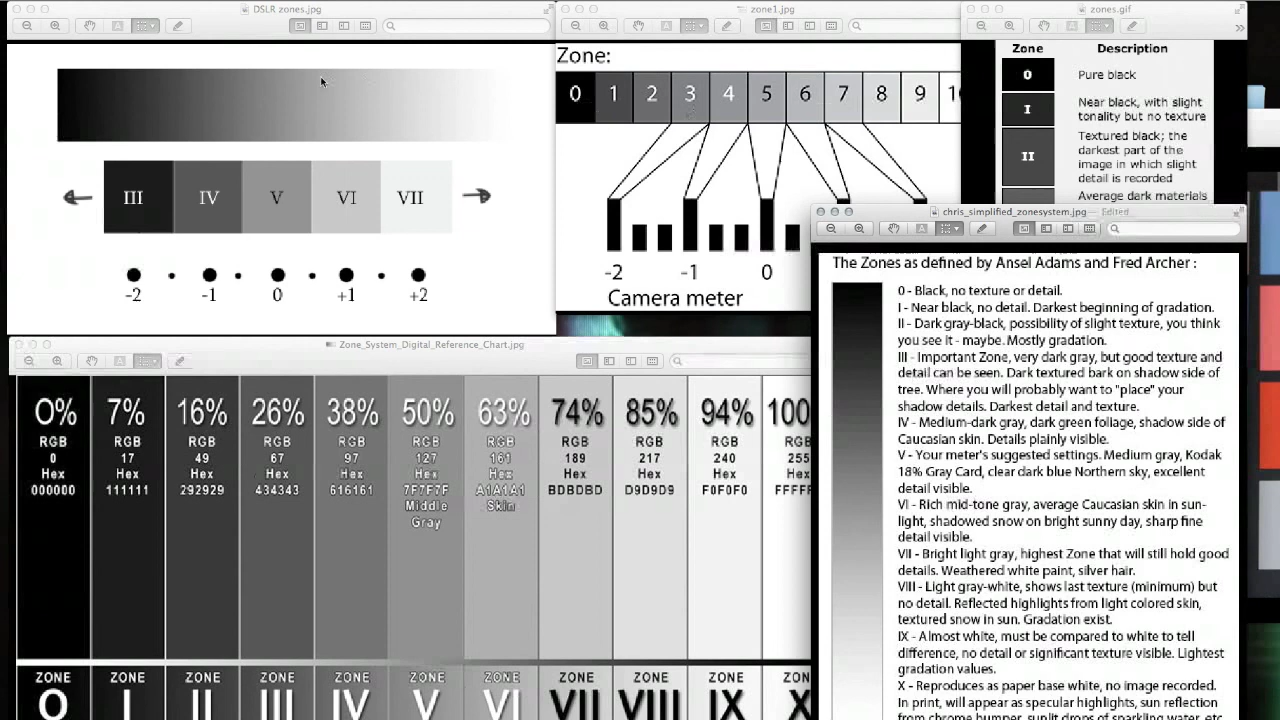 DSLR zones.jpg
III IV V VI VII
-2 -1 0 +1 +2
zone1.jpg
Zone:
0 1 2 3 4 5 6 7 8 9
-2 -1 0
Camera meter
zones.gif
Zone Description
0 Pure black
I Near black, with slight
tonality but no texture
II Textured black; the
darkest part of the
image in which slight
detail is recorded
Average dark materials
Zone_System_Digital_Reference_Chart.jpg
0% 7% 16% 26% 38% 50% 63% 74% 85% 94% 100
RGB RGB RGB RGB RGB RGB RGB RGB RGB RGB RGB
0 17 49 67 97 127 161 189 217 240 255
Hex Hex Hex Hex Hex Hex Hex Hex Hex Hex Hex
000000 111111 292929 434343 616161 7F7F7F A1A1A1 BDBDBD D9D9D9 F0F0F0 FFFFF
Middle Skin
Gray
ZONE ZONE ZONE ZONE ZONE ZONE ZONE ZONE ZONE ZONE ZONE
0 I II III IV V VI VII VIII IX X
chris_simplified_zonesystem.jpg — Edited
The Zones as defined by Ansel Adams and Fred Archer :
0 - Black, no texture or detail.
I - Near black, no detail. Darkest beginning of gradation.
II - Dark gray-black, possibility of slight texture, you think
you see it - maybe. Mostly gradation.
III - Important Zone, very dark gray, but good texture and
detail can be seen. Dark textured bark on shadow side of
tree. Where you will probably want to "place" your
shadow details. Darkest detail and texture.
IV - Medium-dark gray, dark green foliage, shadow side of
Caucasian skin. Details plainly visible.
V - Your meter's suggested settings. Medium gray, Kodak
18% Gray Card, clear dark blue Northern sky, excellent
detail visible.
VI - Rich mid-tone gray, average Caucasian skin in sun-
light, shadowed snow on bright sunny day, sharp fine
detail visible.
VII - Bright light gray, highest Zone that will still hold good
details. Weathered white paint, silver hair.
VIII - Light gray-white, shows last texture (minimum) but
no detail. Reflected highlights from light colored skin,
textured snow in sun. Gradation exist.
IX - Almost white, must be compared to white to tell
difference, no detail or significant texture visible. Lightest
gradation values.
X - Reproduces as paper base white, no image recorded.
In print, will appear as specular highlights, sun reflection
from chrome bumper, sunlit drops of sparkling water, etc